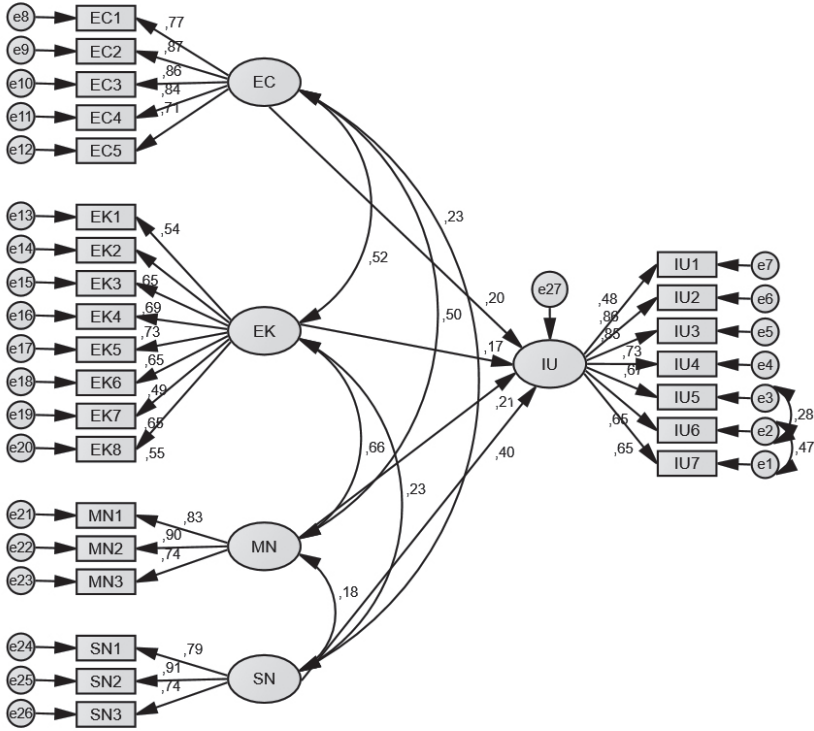 e8 EC1 ,77
e9 EC2 ,87
e10 EC3 ,86
e11 EC4 ,84
e12 EC5 ,71
EC
e13 EK1 ,54
e14 EK2
e15 EK3 ,65
e16 EK4 ,69
e17 EK5 ,73
e18 EK6 ,65
e19 EK7 ,49
e20 EK8 ,65
,55
EK
e21 MN1 ,83
e22 MN2 ,90
e23 MN3 ,74
MN
e24 SN1 ,79
e25 SN2 ,91
e26 SN3 ,74
SN
,52
,23
,50
,66
,23
,18
,20
,17
,21
,40
e27
IU
,48 IU1 e7
,86 IU2 e6
,85 IU3 e5
,73 IU4 e4
,67 IU5 e3
,65 IU6 e2
,65 IU7 e1
,28
,47